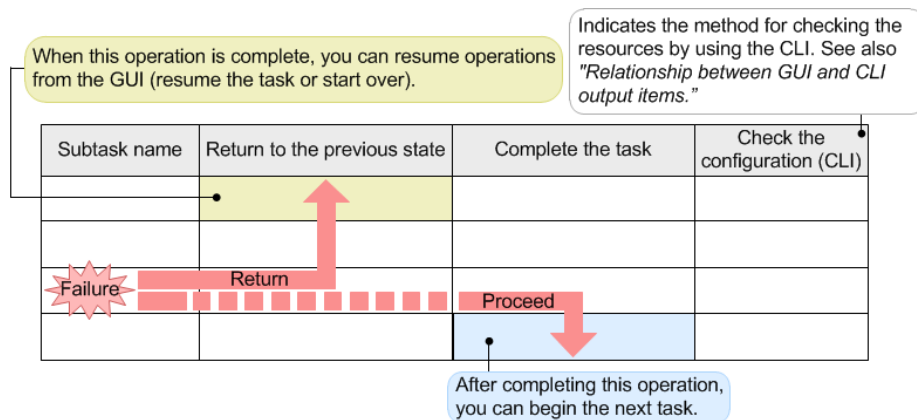 Indicates the method for checking the
resources by using the CLI. See also
"Relationship between GUI and CLI
output items.”
When this operation is complete, you can resume operations
from the GUI (resume the task or start over).
Subtask name
Return to the previous state
Complete the task
Check the
configuration (CLI)
Failure
Return
Proceed
After completing this operation,
you can begin the next task.